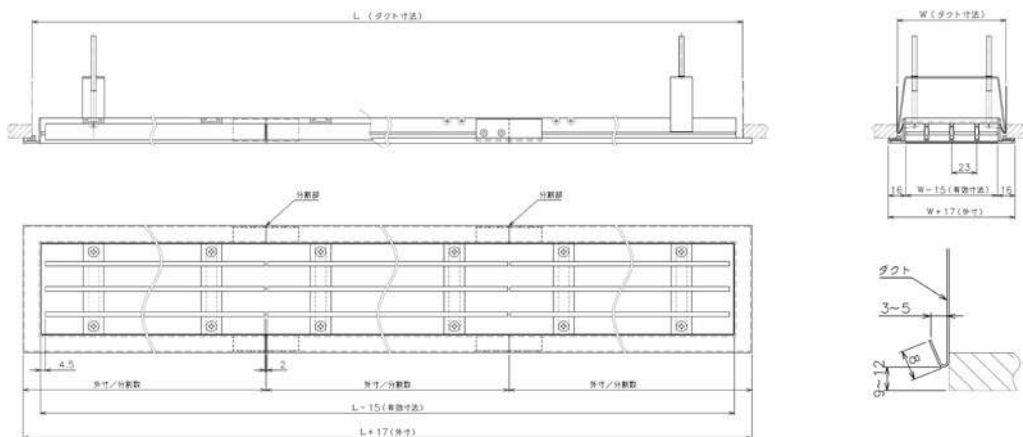 L (ダクト寸法)
W(ダクト寸法)
23
16
W-15(有効寸法)
16
W+17(外寸)
分割部
分割部
ダクト
3~5
8
9~12
4.5
2
外寸/分割数
外寸/分割数
外寸/分割数
L-15(有効寸法)
L+17(外寸)